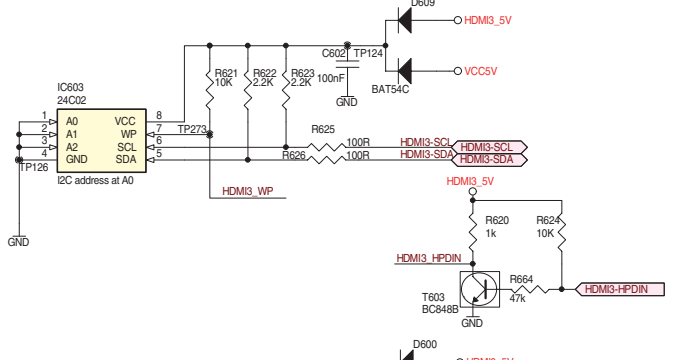 D609
HDMI3_5V
C602 TP124
R621 R622 R623
10K 2.2K 2.2K
100nF
BAT54C
VCC5V
GND
IC603
24C02
1 A0 VCC 8
2 A1 WP 7 TP273
3 A2 SCL 6
4 GND SDA 5
TP126
I2C address at A0
R625
100R HDMI3-SCL HDMI3-SCL
R626 100R HDMI3-SDA HDMI3-SDA
HDMI3_WP
GND
HDMI3_5V
R620 R624
1k 10K
HDMI3_HPDIN
R664
47k
HDMI3-HPDIN
T603
BC848B
GND
D600